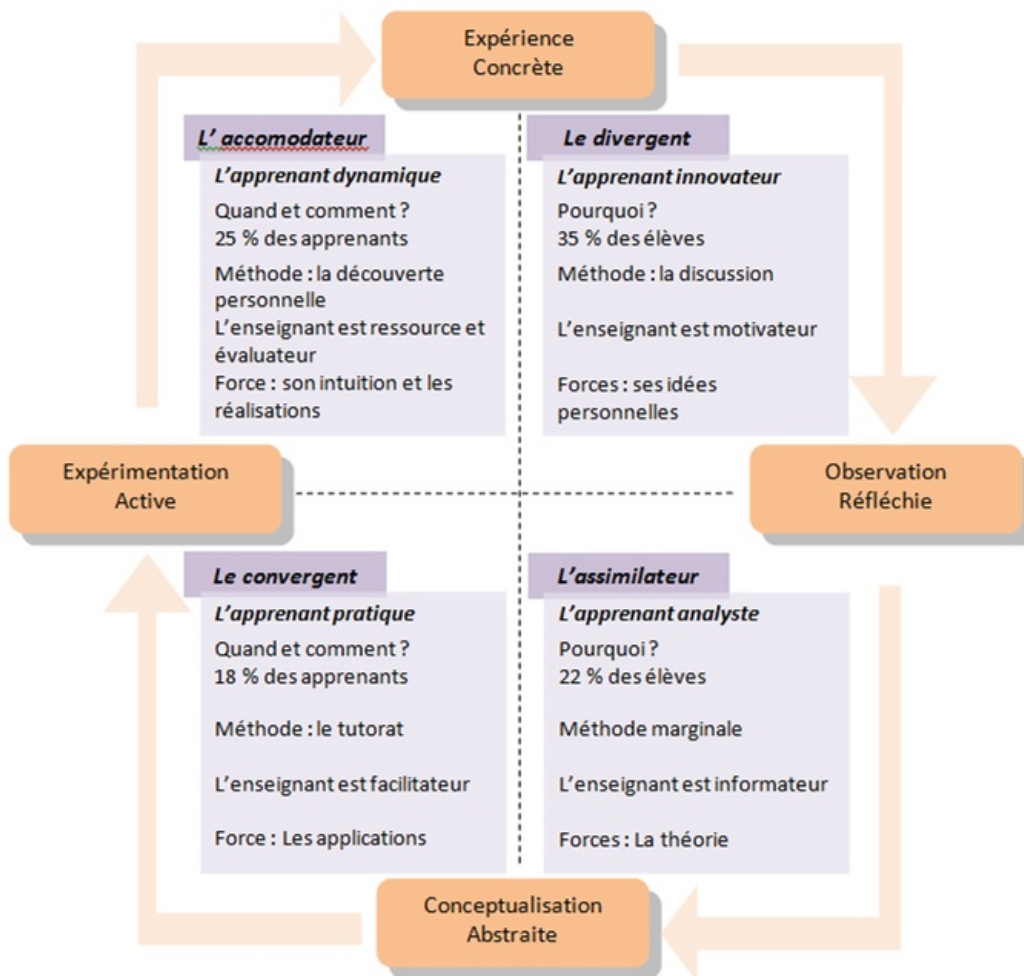 Expérience
Concrète
L' accomodateur
L'apprenant dynamique
Quand et comment ?
25 % des apprenants
Méthode : la découverte
personnelle
L'enseignant est ressource et
évaluateur
Force : son intuition et les
réalisations
Le divergent
L'apprenant innovateur
Pourquoi ?
35 % des élèves
Méthode : la discussion
L'enseignant est motivateur
Forces : ses idées
personnelles
Expérimentation
Active
Observation
Réfléchie
Le convergent
L'apprenant pratique
Quand et comment ?
18 % des apprenants
Méthode : le tutorat
L'enseignant est facilitateur
Force : Les applications
L'assimilateur
L'apprenant analyste
Pourquoi ?
22 % des élèves
Méthode marginale
L'enseignant est informateur
Forces : La théorie
Conceptualisation
Abstraite